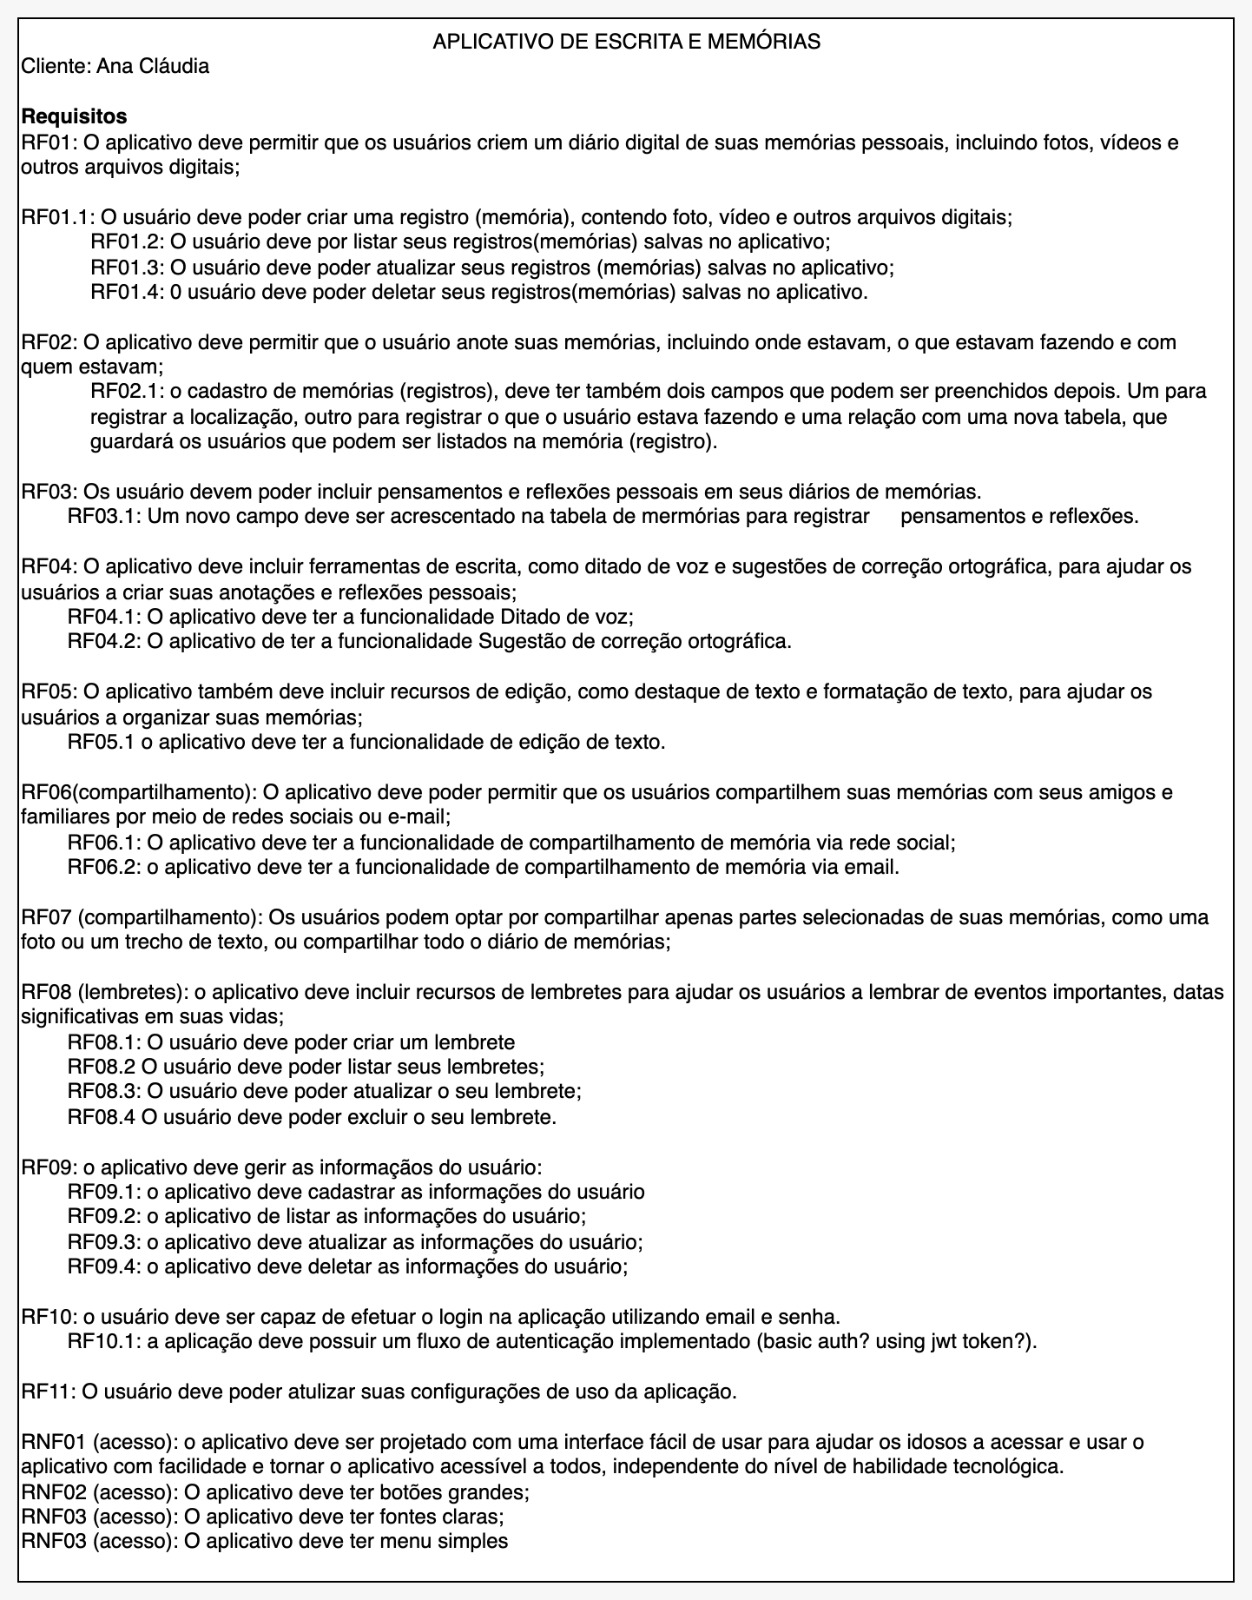 APLICATIVO DE ESCRITA E MEMÓRIAS
Cliente: Ana Cláudia
Requisitos
RF01: O aplicativo deve permitir que os usuários criem um diário digital de suas memórias pessoais, incluindo fotos, vídeos e
outros arquivos digitais;
RF01.1: O usuário deve poder criar uma registro (memória), contendo foto, vídeo e outros arquivos digitais;
RF01.2: O usuário deve por listar seus registros(memórias) salvas no aplicativo;
RF01.3: O usuário deve poder atualizar seus registros (memórias) salvas no aplicativo;
RF01.4: 0 usuário deve poder deletar seus registros(memórias) salvas no aplicativo.
RF02: O aplicativo deve permitir que o usuário anote suas memórias, incluindo onde estavam, o que estavam fazendo e com
quem estavam;
RF02.1: o cadastro de memórias (registros), deve ter também dois campos que podem ser preenchidos depois. Um para
registrar a localização, outro para registrar o que o usuário estava fazendo e uma relação com uma nova tabela, que
guardará os usuários que podem ser listados na memória (registro).
RF03: Os usuário devem poder incluir pensamentos e reflexões pessoais em seus diários de memórias.
RF03.1: Um novo campo deve ser acrescentado na tabela de mermórias para registrar pensamentos e reflexões.
RF04: O aplicativo deve incluir ferramentas de escrita, como ditado de voz e sugestões de correção ortográfica, para ajudar os
usuários a criar suas anotações e reflexões pessoais;
RF04.1: O aplicativo deve ter a funcionalidade Ditado de voz;
RF04.2: O aplicativo de ter a funcionalidade Sugestão de correção ortográfica.
RF05: O aplicativo também deve incluir recursos de edição, como destaque de texto e formatação de texto, para ajudar os
usuários a organizar suas memórias;
RF05.1 o aplicativo deve ter a funcionalidade de edição de texto.
RF06(compartilhamento): O aplicativo deve poder permitir que os usuários compartilhem suas memórias com seus amigos e
familiares por meio de redes sociais ou e-mail;
RF06.1: O aplicativo deve ter a funcionalidade de compartilhamento de memória via rede social;
RF06.2: o aplicativo deve ter a funcionalidade de compartilhamento de memória via email.
RF07 (compartilhamento): Os usuários podem optar por compartilhar apenas partes selecionadas de suas memórias, como uma
foto ou um trecho de texto, ou compartilhar todo o diário de memórias;
RF08 (lembretes): o aplicativo deve incluir recursos de lembretes para ajudar os usuários a lembrar de eventos importantes, datas
significativas em suas vidas;
RF08.1: O usuário deve poder criar um lembrete
RF08.2 O usuário deve poder listar seus lembretes;
RF08.3: O usuário deve poder atualizar o seu lembrete;
RF08.4 O usuário deve poder excluir o seu lembrete.
RF09: o aplicativo deve gerir as informaçãos do usuário:
RF09.1: o aplicativo deve cadastrar as informações do usuário
RF09.2: o aplicativo de listar as informações do usuário;
RF09.3: o aplicativo deve atualizar as informações do usuário;
RF09.4: o aplicativo deve deletar as informações do usuário;
RF10: o usuário deve ser capaz de efetuar o login na aplicação utilizando email e senha.
RF10.1: a aplicação deve possuir um fluxo de autenticação implementado (basic auth? using jwt token?).
RF11: O usuário deve poder atulizar suas configurações de uso da aplicação.
RNF01 (acesso): o aplicativo deve ser projetado com uma interface fácil de usar para ajudar os idosos a acessar e usar o
aplicativo com facilidade e tornar o aplicativo acessível a todos, independente do nível de habilidade tecnológica.
RNF02 (acesso): O aplicativo deve ter botões grandes;
RNF03 (acesso): O aplicativo deve ter fontes claras;
RNF03 (acesso): O aplicativo deve ter menu simples